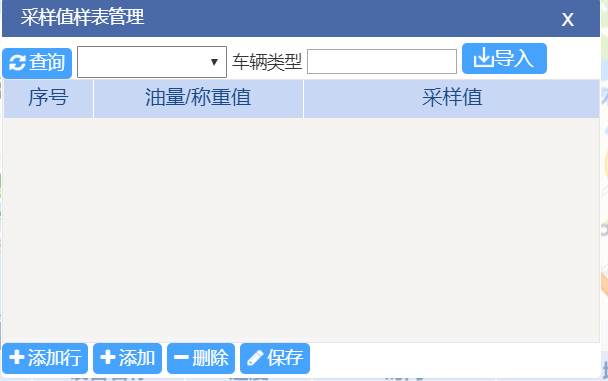 采样值样表管理 x
查询 车辆类型 导入
序号 油量/称重值 采样值
添加行 添加 删除 保存